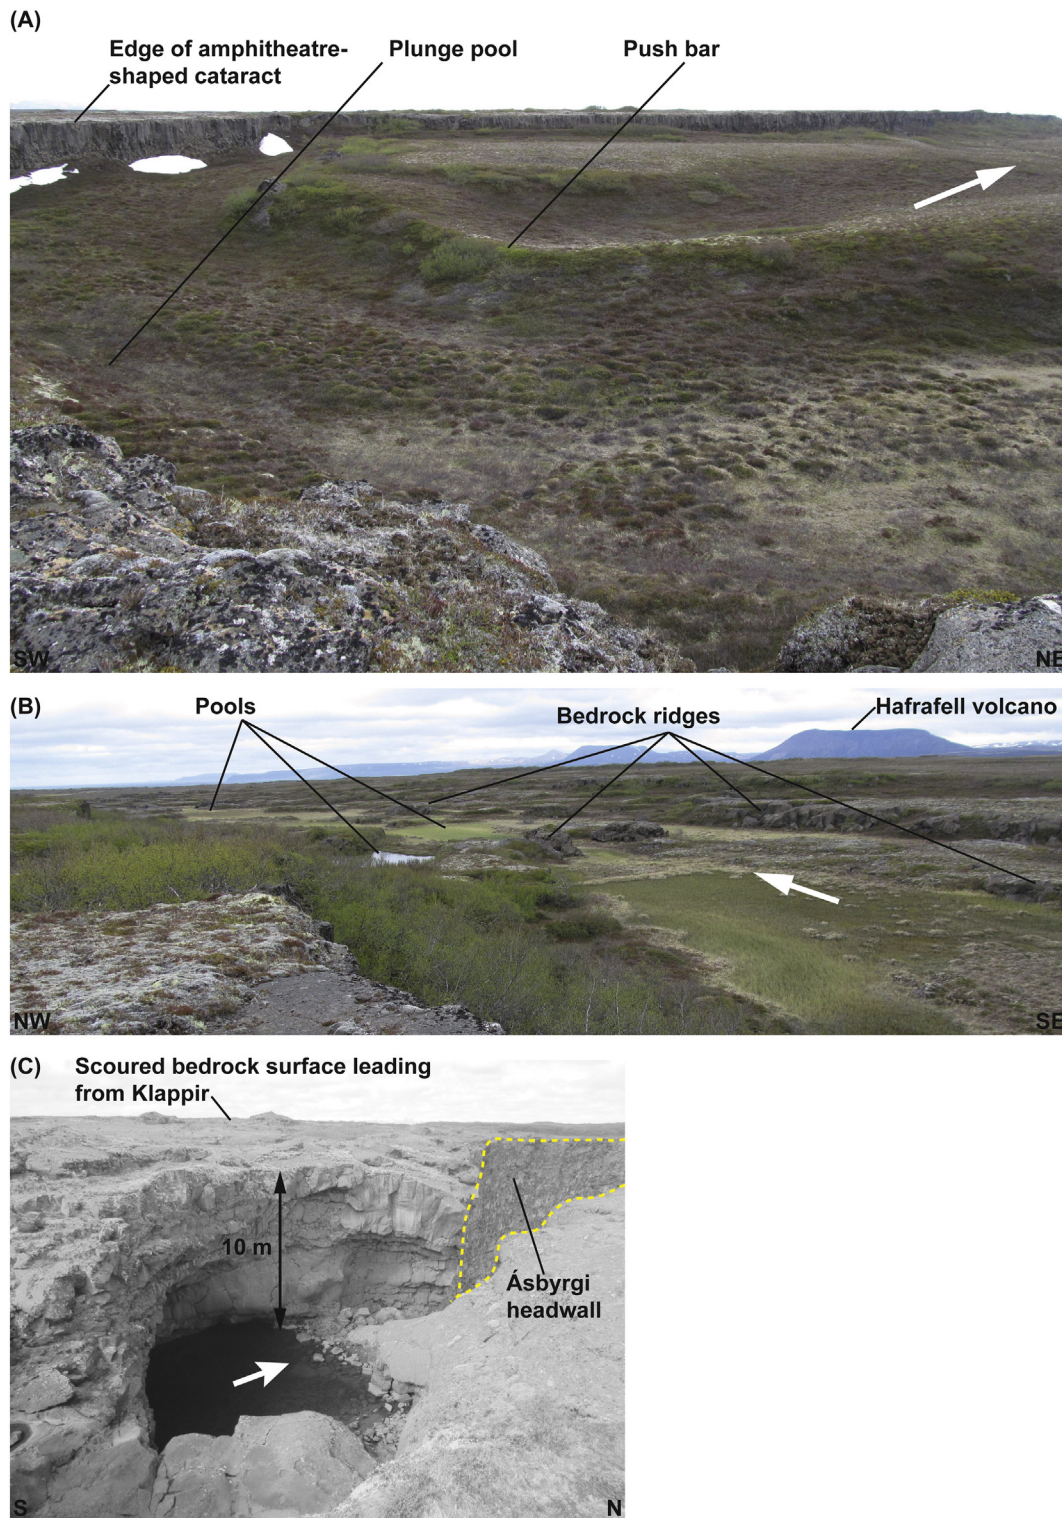 (A)
Edge of amphitheatre-
shaped cataract
Plunge pool
Push bar
SW
NE
(B)
Pools
Bedrock ridges
Hafrafell volcano
NW
SE
(C)
Scoured bedrock surface leading
from Klappir
10 m
Ásbyrgi
headwall
S
N